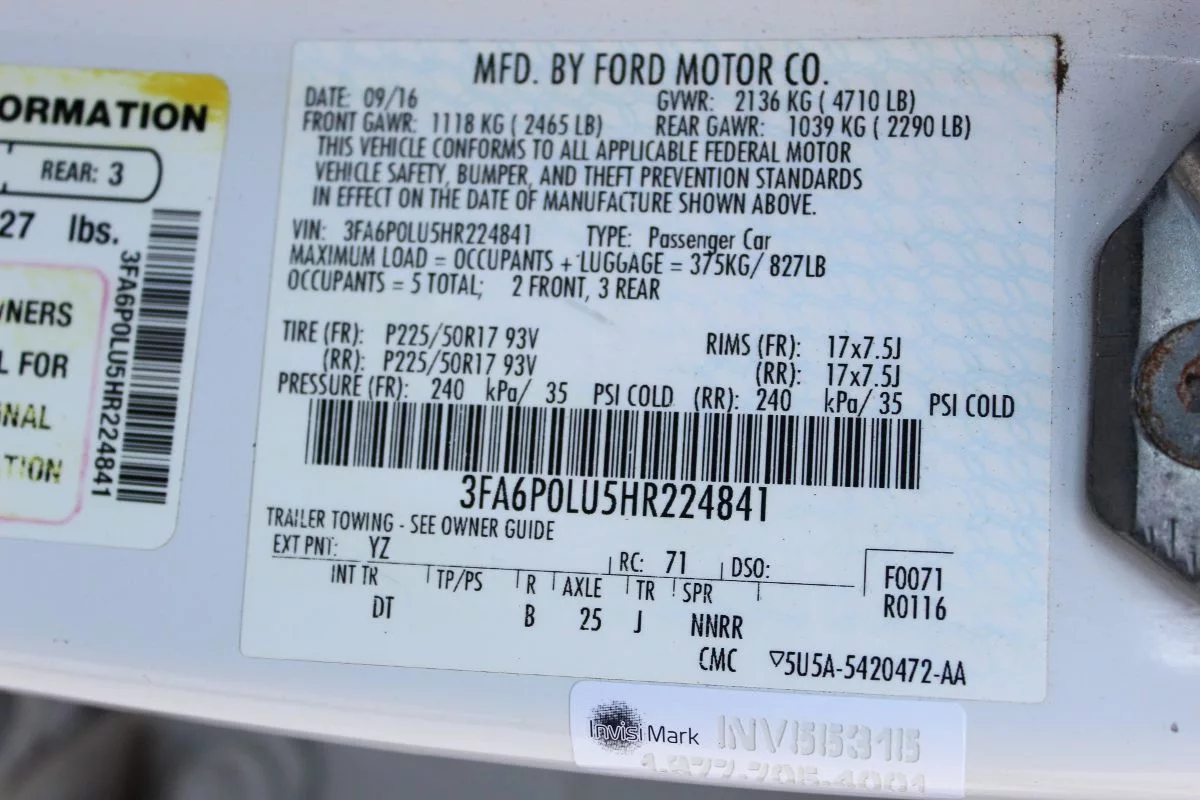 ORMATION
REAR: 3
27 lbs.
NERS
L FOR
NAL
TION
3FA6P0LU5HR224841
MFD. BY FORD MOTOR CO.
DATE: 09/16 GVWR: 2136 KG ( 4710 LB)
FRONT GAWR: 1118 KG ( 2465 LB) REAR GAWR: 1039 KG ( 2290 LB)
THIS VEHICLE CONFORMS TO ALL APPLICABLE FEDERAL MOTOR
VEHICLE SAFETY, BUMPER, AND THEFT PREVENTION STANDARDS
IN EFFECT ON THE DATE OF MANUFACTURE SHOWN ABOVE.
VIN: 3FA6P0LU5HR224841 TYPE: Passenger Car
MAXIMUM LOAD = OCCUPANTS + LUGGAGE = 375KG/ 827LB
OCCUPANTS = 5 TOTAL; 2 FRONT, 3 REAR
TIRE (FR): P225/50R17 93V RIMS (FR): 17x7.5J
(RR): P225/50R17 93V (RR): 17x7.5J
PRESSURE (FR): 240 kPa/ 35 PSI COLD (RR): 240 kPa/ 35 PSI COLD
3FA6P0LU5HR224841
TRAILER TOWING - SEE OWNER GUIDE
EXT PNT: YZ RC: 71 DSO: F0071
INT TR TP/PS R AXLE TR SPR R0116
DT B 25 J NNRR
CMC ▽5U5A-5420472-AA
InvisiMark INV155315
1-877-705-4001